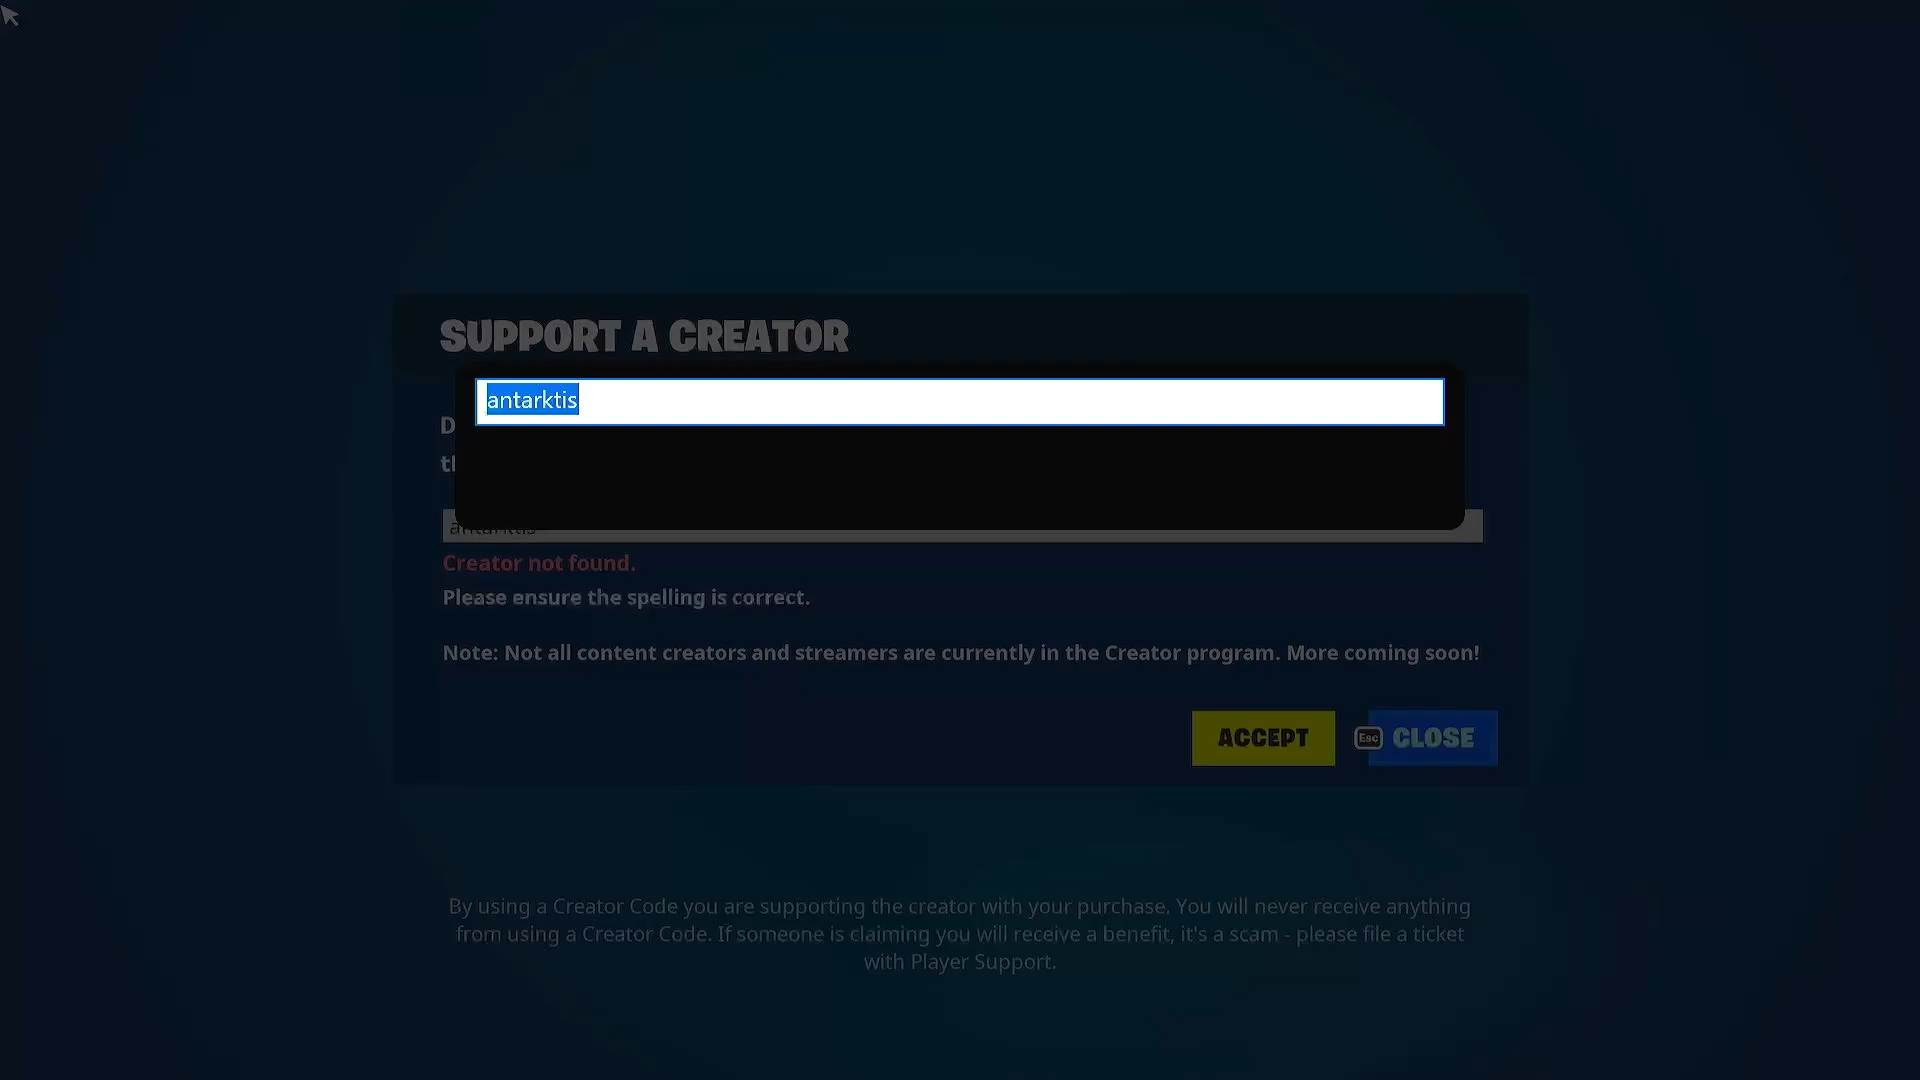 SUPPORT A CREATOR
antarktis
D
th
antarktis
Creator not found.
Please ensure the spelling is correct.
Note: Not all content creators and streamers are currently in the Creator program. More coming soon!
ACCEPT
Esc CLOSE
By using a Creator Code you are supporting the creator with your purchase. You will never receive anything
from using a Creator Code. If someone is claiming you will receive a benefit, it's a scam - please file a ticket
with Player Support.